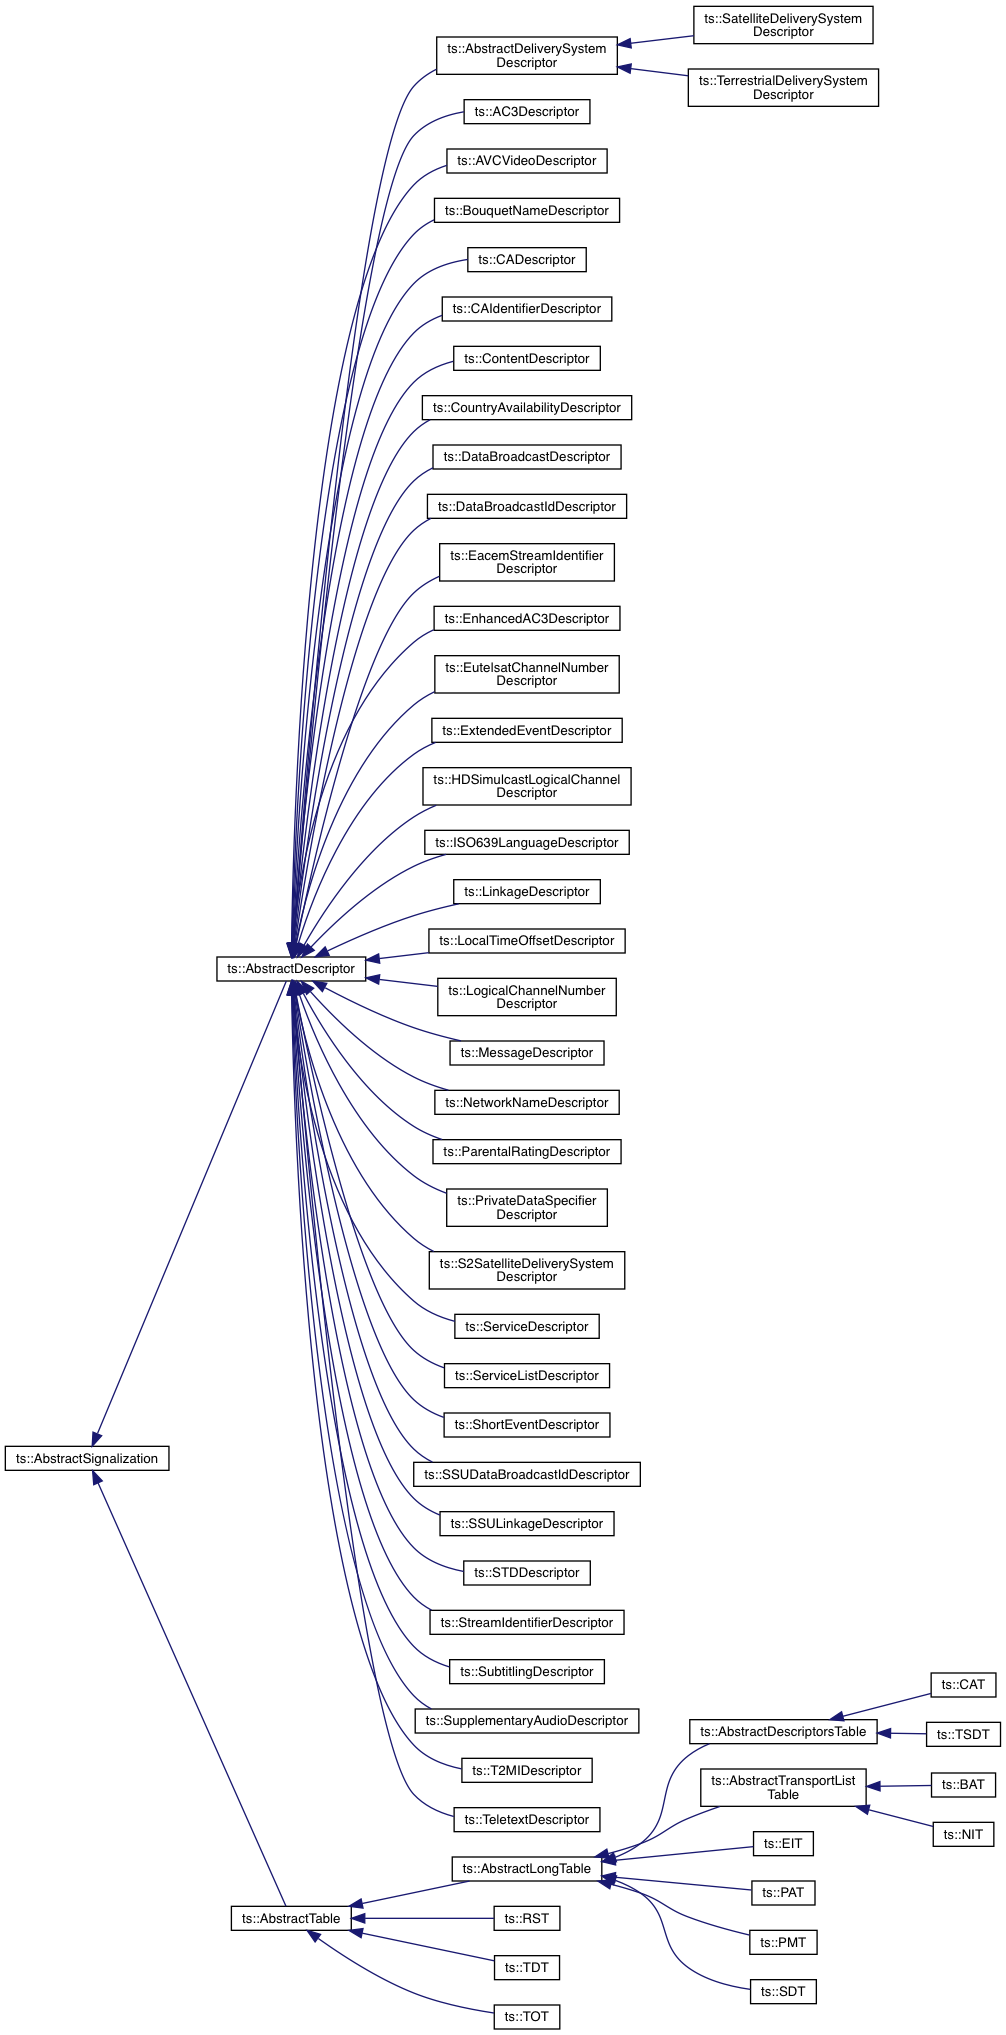 ts::SatelliteDeliverySystem
Descriptor
ts::AbstractDeliverySystem
Descriptor
ts::TerrestrialDeliverySystem
Descriptor
ts::AC3Descriptor
ts::AVCVideoDescriptor
ts::BouquetNameDescriptor
ts::CADescriptor
ts::CAIdentifierDescriptor
ts::ContentDescriptor
ts::CountryAvailabilityDescriptor
ts::DataBroadcastDescriptor
ts::DataBroadcastIdDescriptor
ts::EacemStreamIdentifier
Descriptor
ts::EnhancedAC3Descriptor
ts::EutelsatChannelNumber
Descriptor
ts::ExtendedEventDescriptor
ts::HDSimulcastLogicalChannel
Descriptor
ts::ISO639LanguageDescriptor
ts::LinkageDescriptor
ts::LocalTimeOffsetDescriptor
ts::AbstractDescriptor
ts::LogicalChannelNumber
Descriptor
ts::MessageDescriptor
ts::NetworkNameDescriptor
ts::ParentalRatingDescriptor
ts::PrivateDataSpecifier
Descriptor
ts::S2SatelliteDeliverySystem
Descriptor
ts::ServiceDescriptor
ts::ServiceListDescriptor
ts::ShortEventDescriptor
ts::AbstractSignalization
ts::SSUDataBroadcastIdDescriptor
ts::SSULinkageDescriptor
ts::STDDescriptor
ts::StreamIdentifierDescriptor
ts::SubtitlingDescriptor
ts::CAT
ts::SupplementaryAudioDescriptor
ts::AbstractDescriptorsTable
ts::TSDT
ts::T2MIDescriptor
ts::AbstractTransportList
Table
ts::BAT
ts::TeletextDescriptor
ts::NIT
ts::EIT
ts::AbstractLongTable
ts::PAT
ts::AbstractTable
ts::RST
ts::PMT
ts::TDT
ts::SDT
ts::TOT